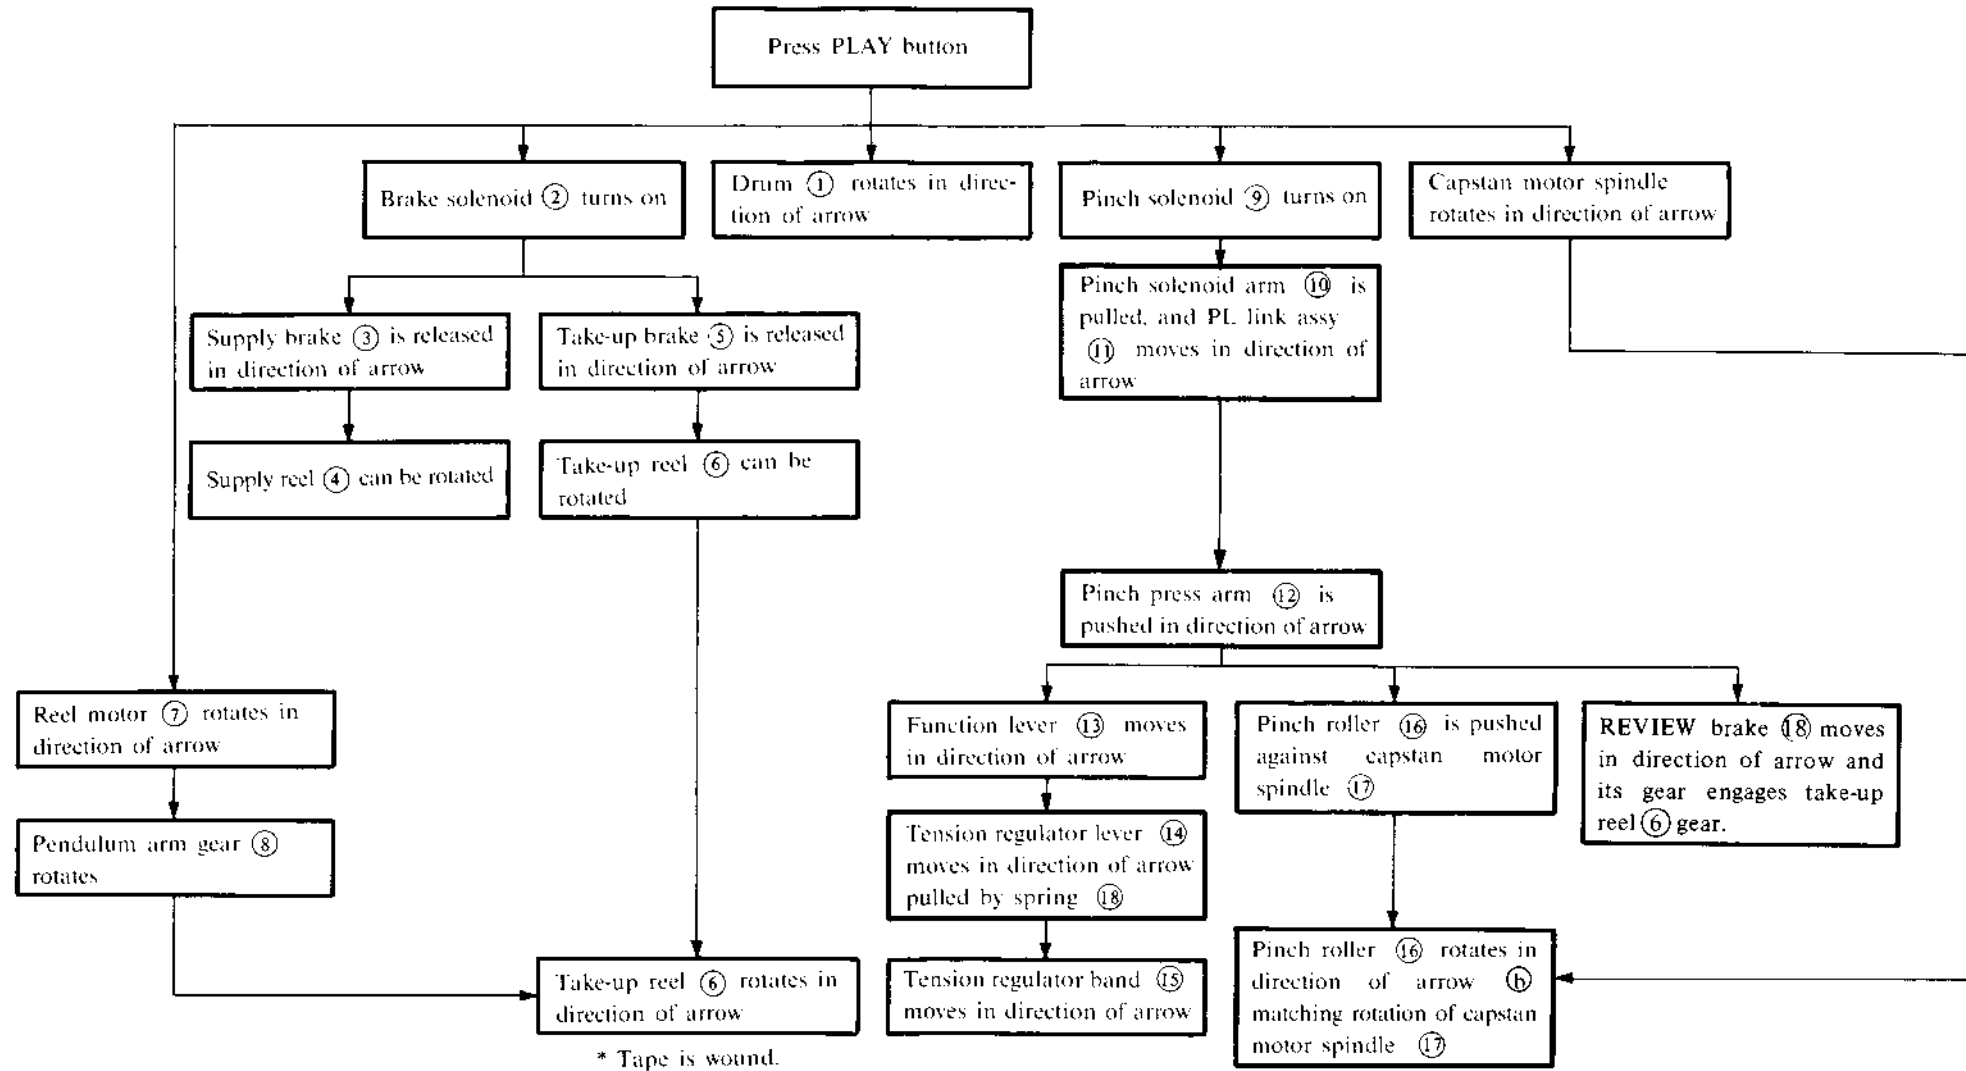 Press PLAY button
Brake solenoid ② turns on
Drum ① rotates in direc-
tion of arrow
Pinch solenoid ⑨ turns on
Capstan motor spindle
rotates in direction of arrow
Supply brake ③ is released
in direction of arrow
Take-up brake ⑤ is released
in direction of arrow
Pinch solenoid arm ⑩ is
pulled, and PL link assy
⑪ moves in direction of
arrow
Supply reel ④ can be rotated
Take-up reel ⑥ can be
rotated
Pinch press arm ⑫ is
pushed in direction of arrow
Reel motor ⑦ rotates in
direction of arrow
Function lever ⑬ moves
in direction of arrow
Pinch roller ⑯ is pushed
against capstan motor
spindle ⑰
REVIEW brake ⑱ moves
in direction of arrow and
its gear engages take-up
reel ⑥ gear.
Pendulum arm gear ⑧
rotates
Tension regulator lever ⑭
moves in direction of arrow
pulled by spring ⑱
Take-up reel ⑥ rotates in
direction of arrow
Tension regulator band ⑮
moves in direction of arrow
Pinch roller ⑯ rotates in
direction of arrow ⓑ
matching rotation of capstan
motor spindle ⑰
* Tape is wound.